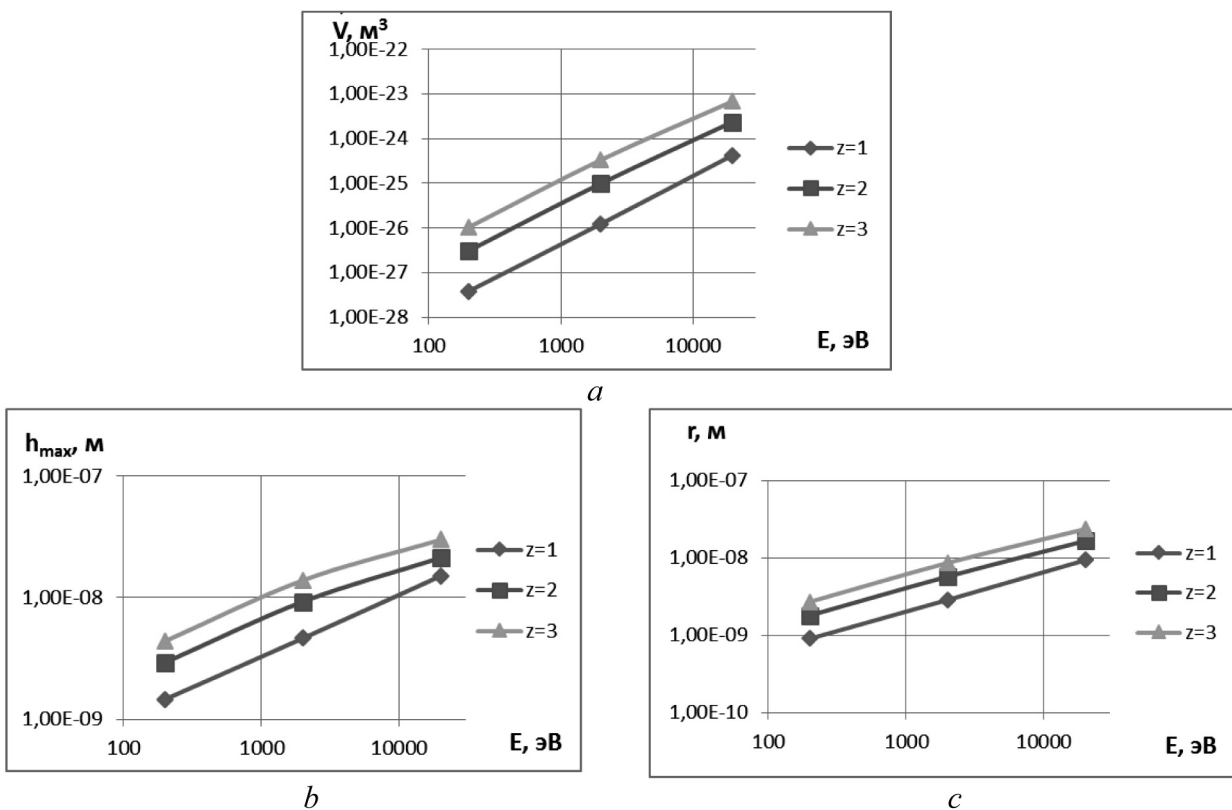 V, м³
1,00E-22
1,00E-23
1,00E-24
1,00E-25
1,00E-26
1,00E-27
1,00E-28
100 1000 10000 E, эВ
z=1
z=2
z=3
a
h_max, м
1,00E-07
1,00E-08
1,00E-09
100 1000 10000 E, эВ
z=1
z=2
z=3
b
r, м
1,00E-07
1,00E-08
1,00E-09
1,00E-10
100 1000 10000 E, эВ
z=1
z=2
z=3
c